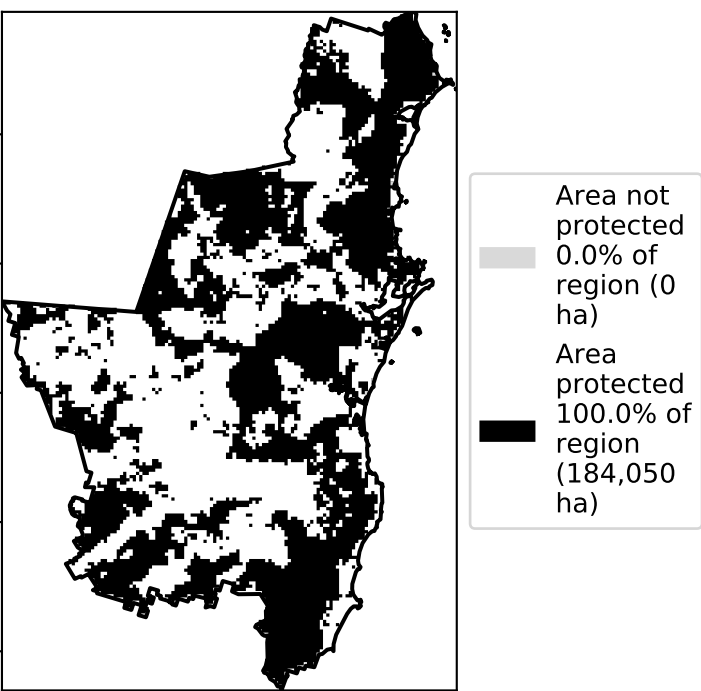 Area not
protected
0.0% of
region (0
ha)
Area
protected
100.0% of
region
(184,050
ha)